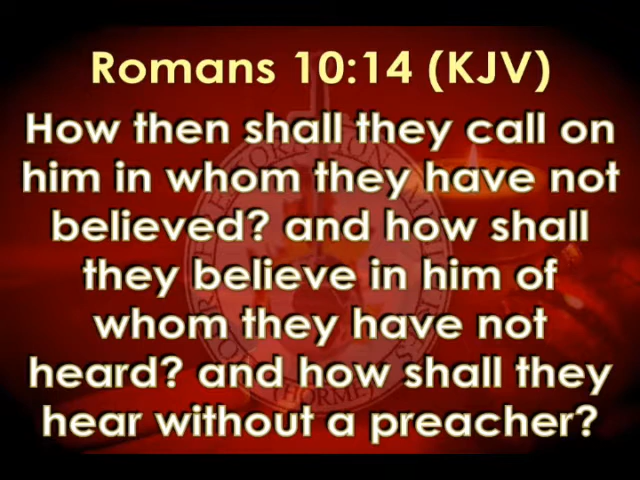 Romans 10:14 (KJV)
How then shall they call on
him in whom they have not
believed? and how shall
they believe in him of
whom they have not
heard? and how shall they
hear without a preacher?
(HORME)